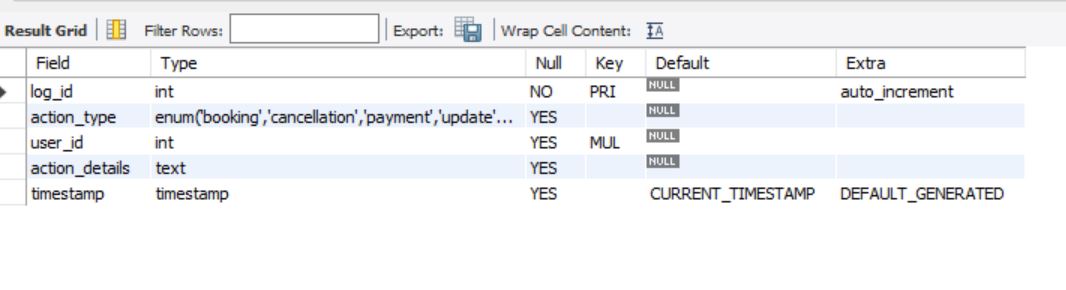 Result Grid Filter Rows: Export: Wrap Cell Content: IA
Field Type Null Key Default Extra
log_id int NO PRI NULL auto_increment
action_type enum('booking','cancellation','payment','update'... YES NULL
user_id int YES MUL NULL
action_details text YES NULL
timestamp timestamp YES CURRENT_TIMESTAMP DEFAULT_GENERATED